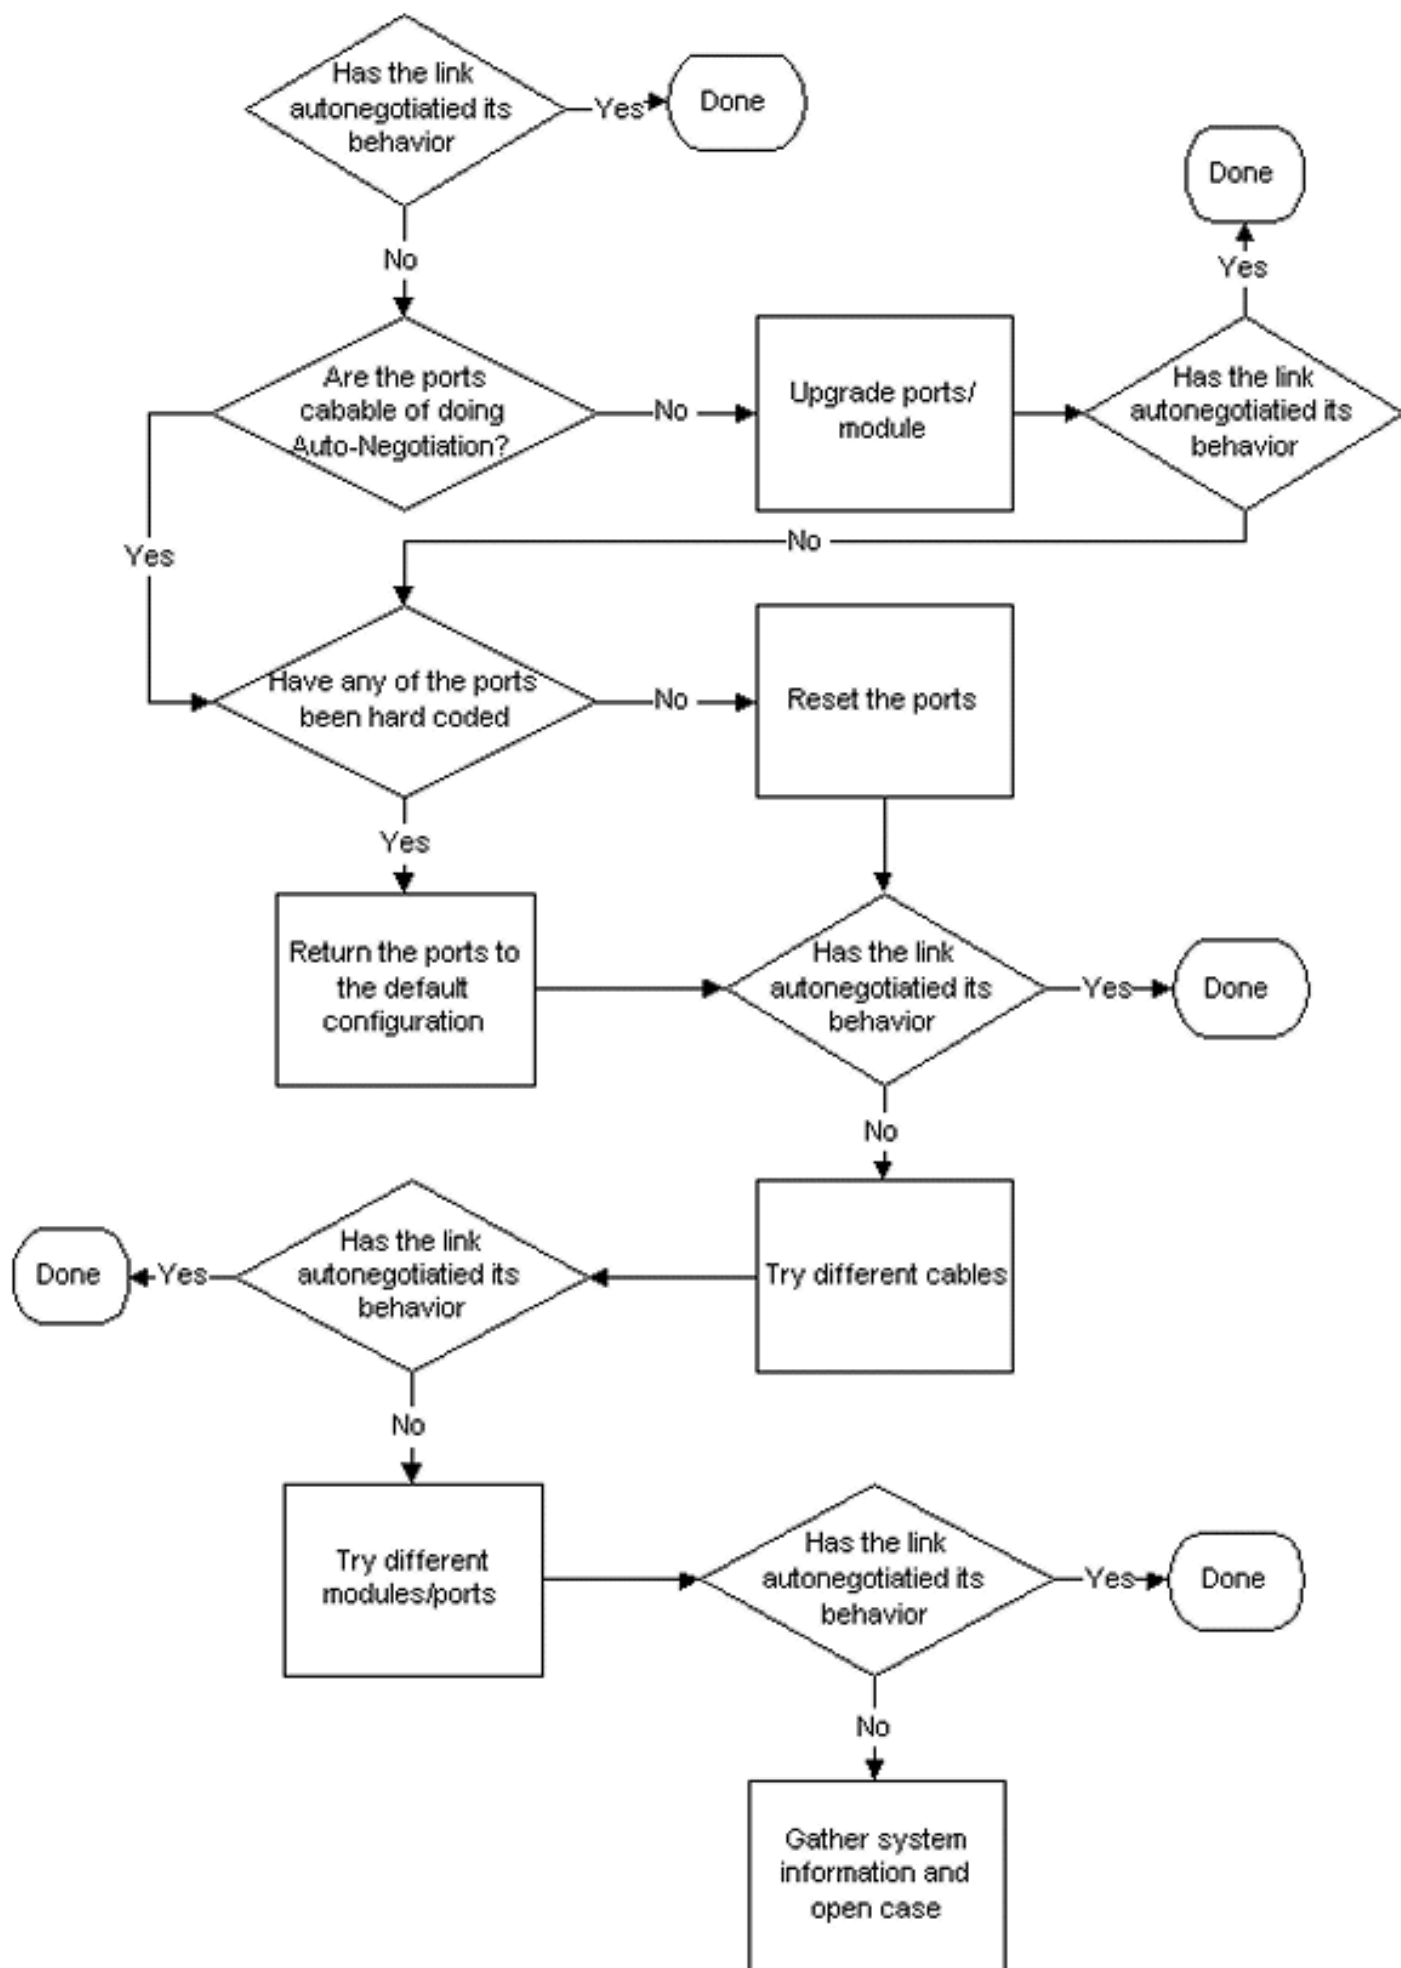 Has the link
autonegotiatied its
behavior
Yes
Done
No
Done
Yes
Are the ports
cabable of doing
Auto-Negotiation?
No
Upgrade ports/
module
Has the link
autonegotiatied its
behavior
Yes
No
Have any of the ports
been hard coded
No
Reset the ports
Yes
Return the ports to
the default
configuration
Has the link
autonegotiatied its
behavior
Yes
Done
No
Try different cables
Has the link
autonegotiatied its
behavior
Yes
Done
No
Try different
modules/ports
Has the link
autonegotiatied its
behavior
Yes
Done
No
Gather system
information and
open case